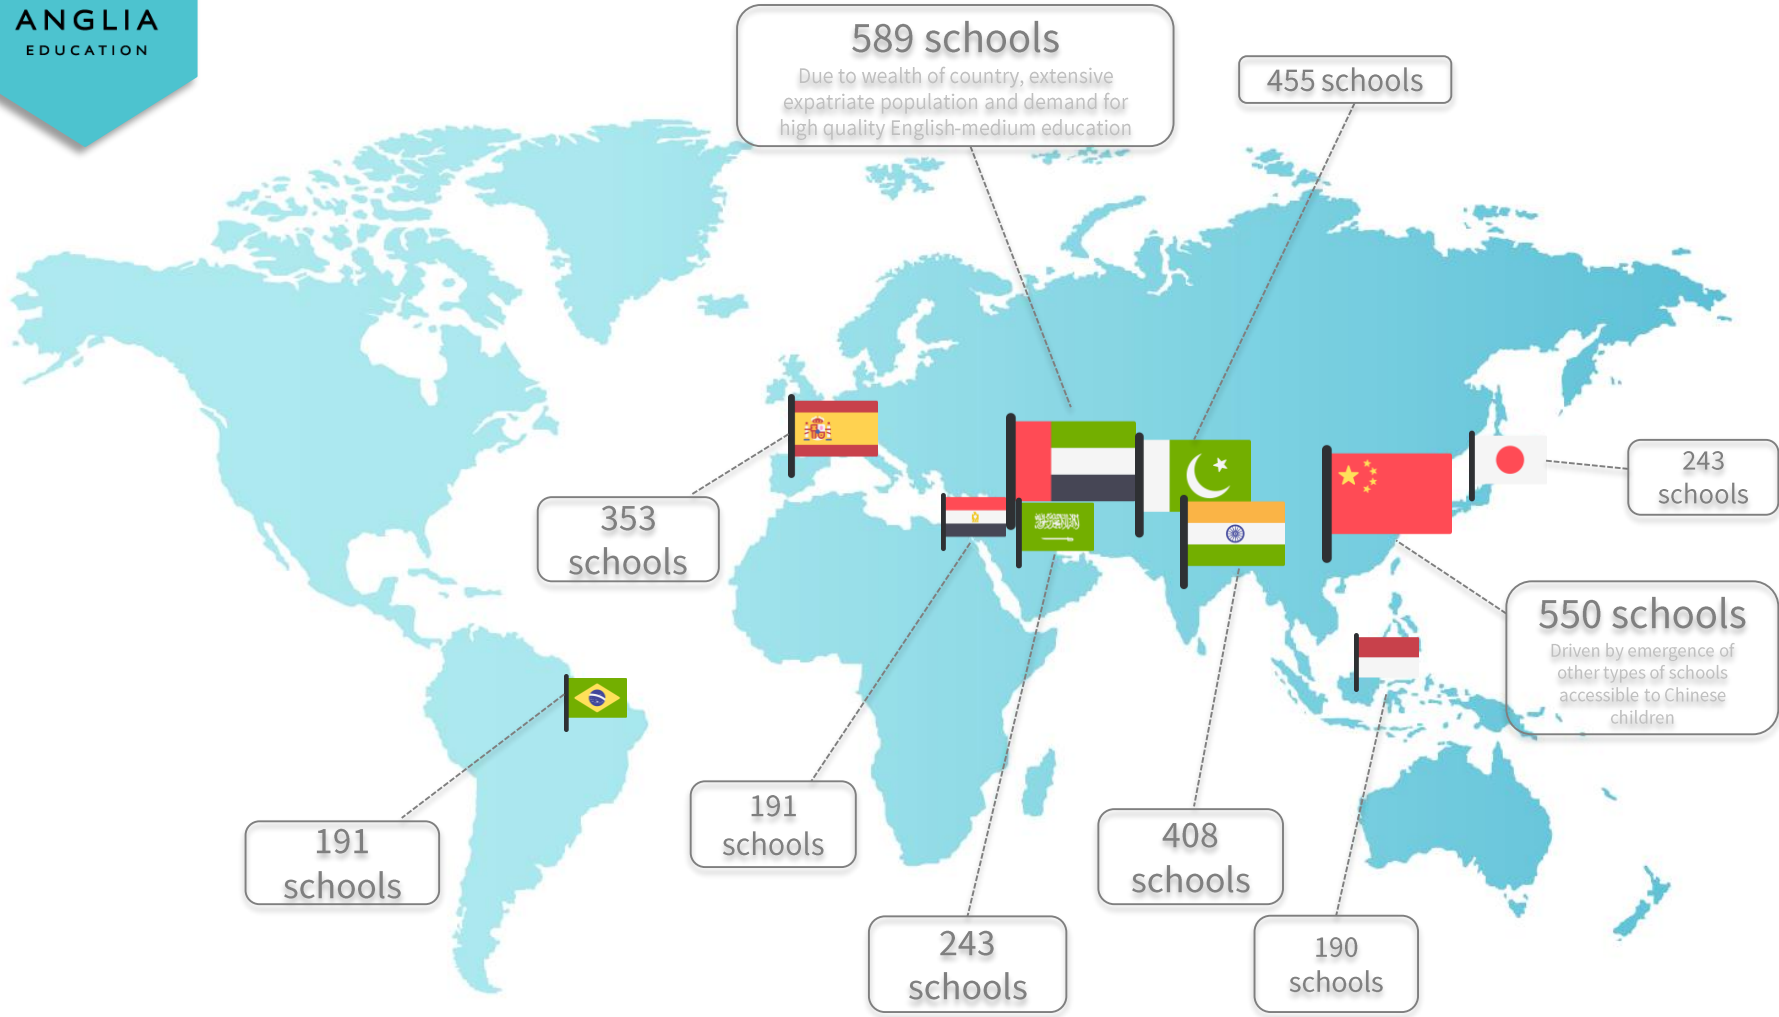 ANGLIA
EDUCATION
589 schools
Due to wealth of country, extensive
expatriate population and demand for
high quality English-medium education
455 schools
353
schools
243
schools
550 schools
Driven by emergence of
other types of schools
accessible to Chinese
children
191
schools
191
schools
408
schools
243
schools
190
schools